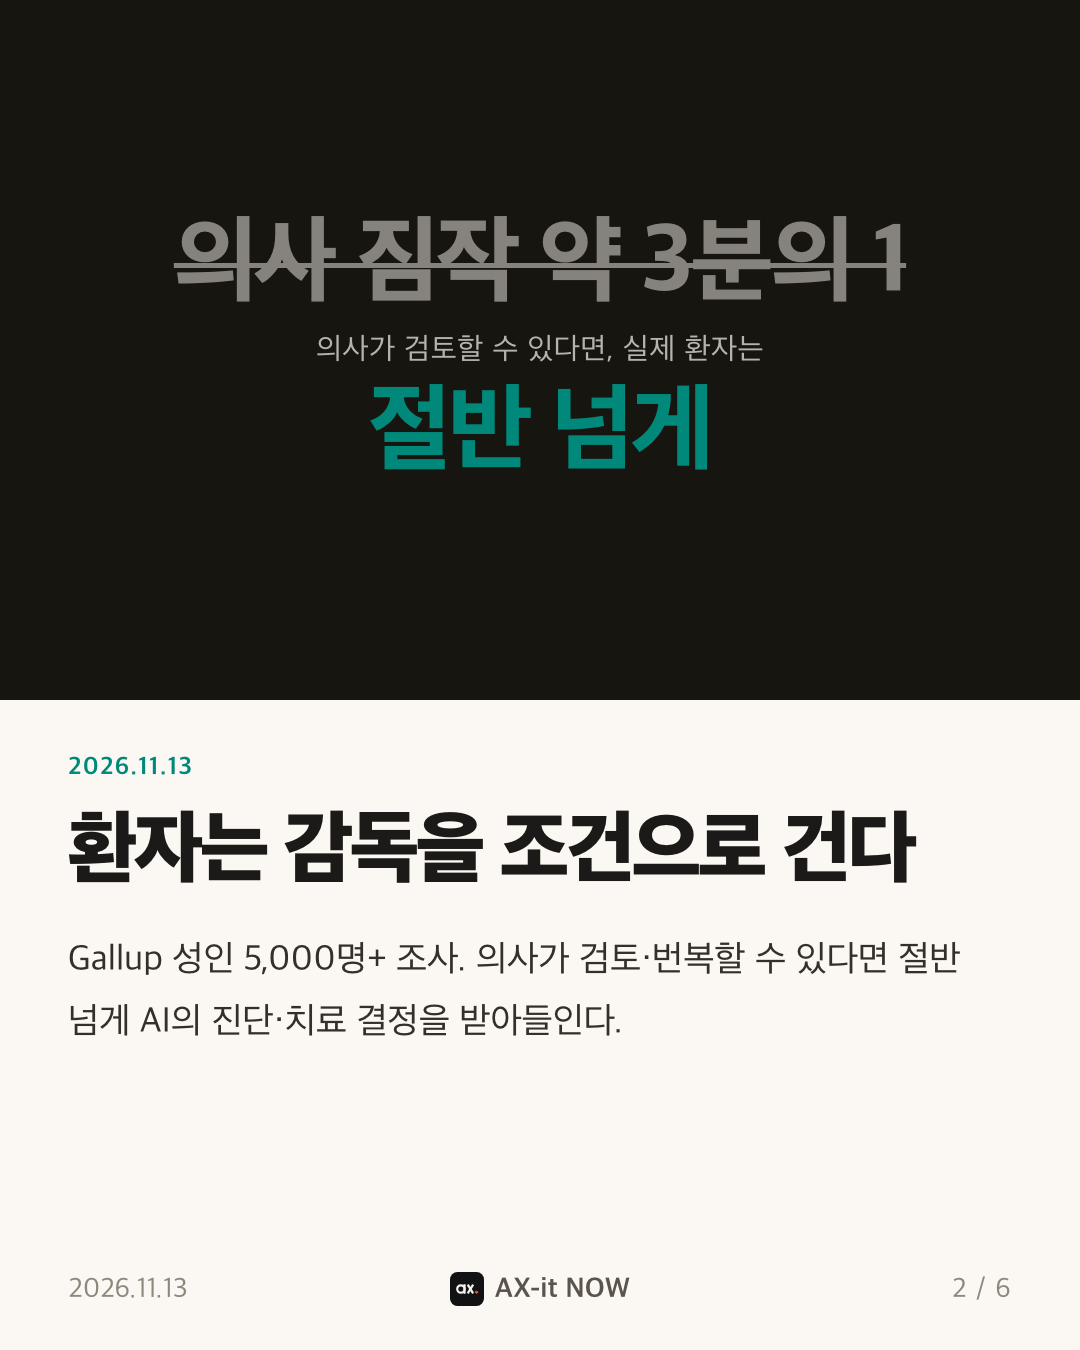 의사 짐작 약 3분의 1
의사가 검토할 수 있다면, 실제 환자는
절반 넘게
2026.11.13
환자는 감독을 조건으로 건다
Gallup 성인 5,000명+ 조사. 의사가 검토·번복할 수 있다면 절반
넘게 AI의 진단·치료 결정을 받아들인다.
2026.11.13
ax. AX-it NOW
2 / 6